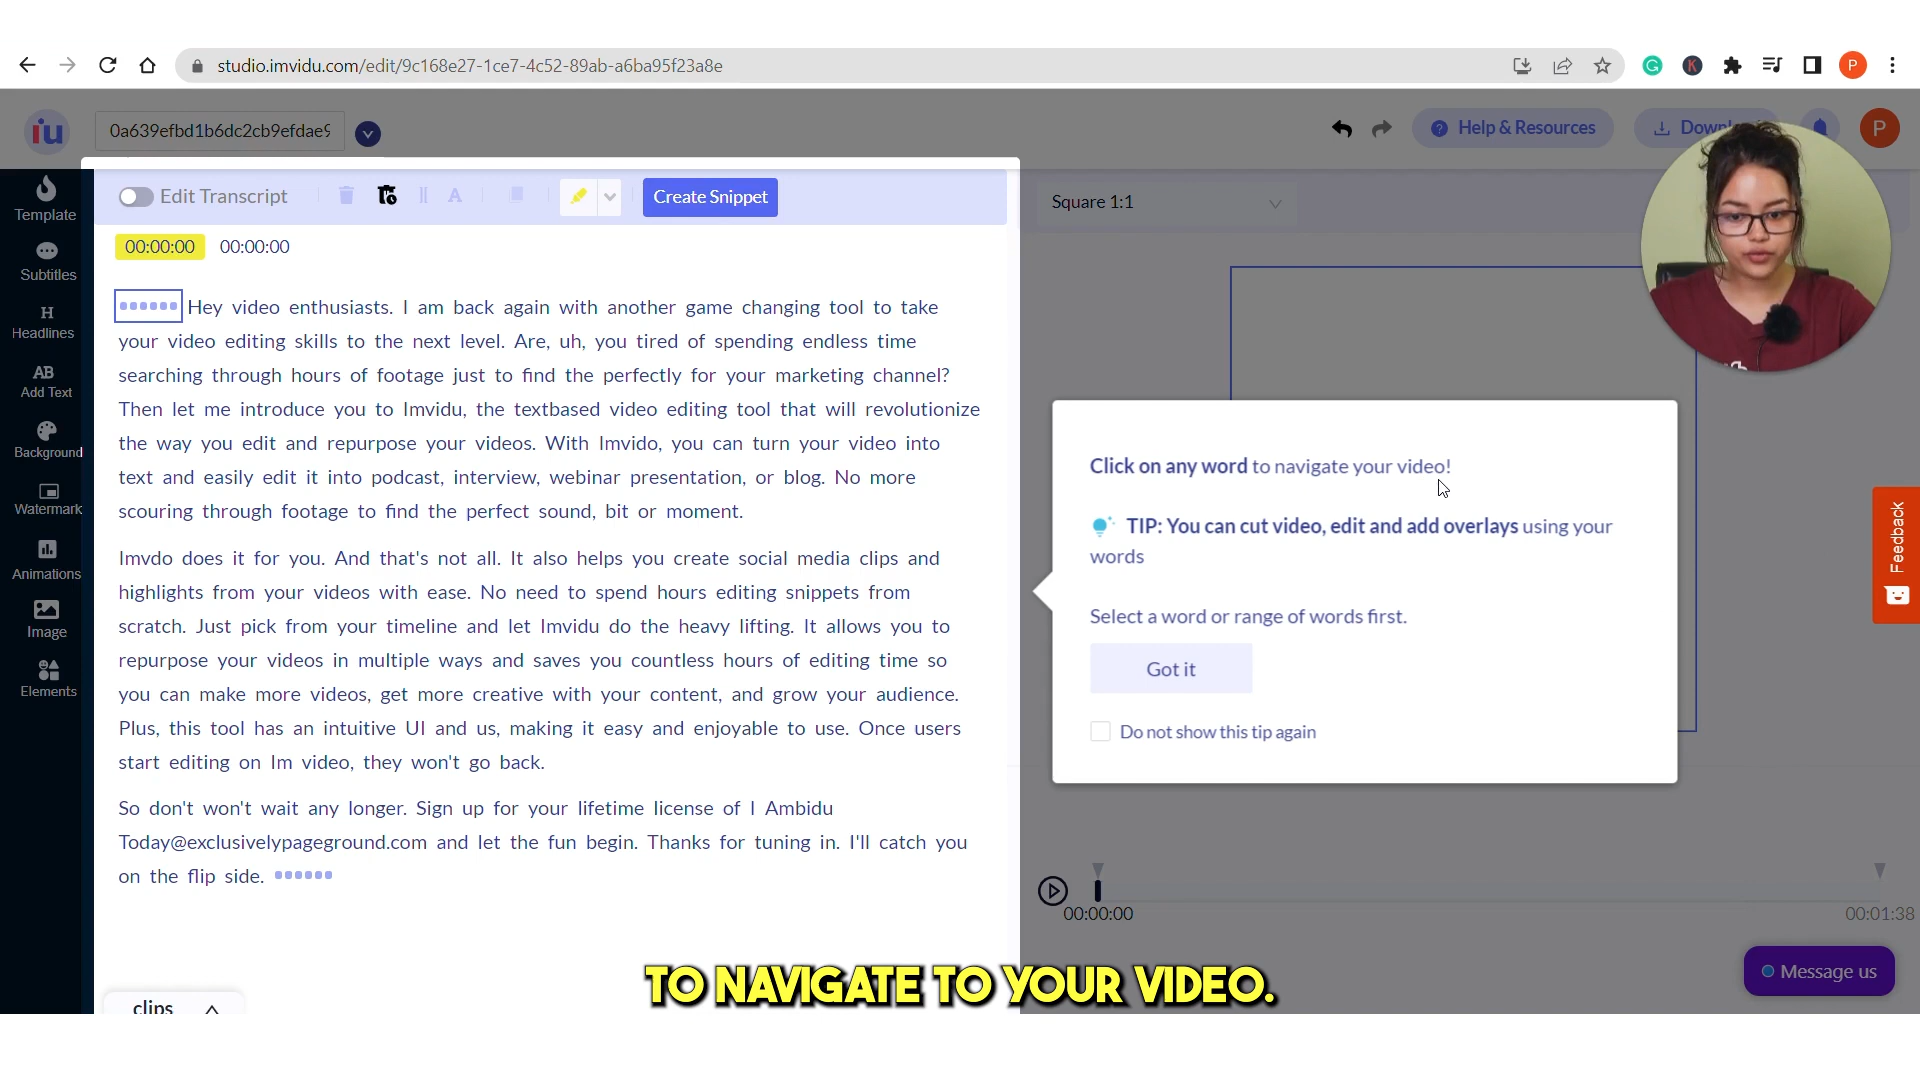 studio.imvidu.com/edit/9c168e27-1ce7-4c52-89ab-a6ba95f23a8e
P
iu
0a639efbd1b6dc2cb9efdae9
Help & Resources
P
Template
Subtitles
H
Headlines
AB
Add Text
Background
Watermark
Animations
Image
Elements
Edit Transcript
A
Create Snippet
Square 1:1
00:00:00 00:00:00
Hey video enthusiasts. I am back again with another game changing tool to take
your video editing skills to the next level. Are, uh, you tired of spending endless time
searching through hours of footage just to find the perfectly for your marketing channel?
Then let me introduce you to Imvidu, the textbased video editing tool that will revolutionize
the way you edit and repurpose your videos. With Imvido, you can turn your video into
text and easily edit it into podcast, interview, webinar presentation, or blog. No more
scouring through footage to find the perfect sound, bit or moment.
Imvdo does it for you. And that's not all. It also helps you create social media clips and
highlights from your videos with ease. No need to spend hours editing snippets from
scratch. Just pick from your timeline and let Imvidu do the heavy lifting. It allows you to
repurpose your videos in multiple ways and saves you countless hours of editing time so
you can make more videos, get more creative with your content, and grow your audience.
Plus, this tool has an intuitive UI and us, making it easy and enjoyable to use. Once users
start editing on Im video, they won't go back.
So don't won't wait any longer. Sign up for your lifetime license of I Ambidu
Today@exclusivelypageground.com and let the fun begin. Thanks for tuning in. I'll catch you
on the flip side.
clips
Click on any word to navigate your video!
TIP: You can cut video, edit and add overlays using your
words
Select a word or range of words first.
Got it
Do not show this tip again
Feedback
00:00:00
00:01:38
Message us
TO NAVIGATE TO YOUR VIDEO.